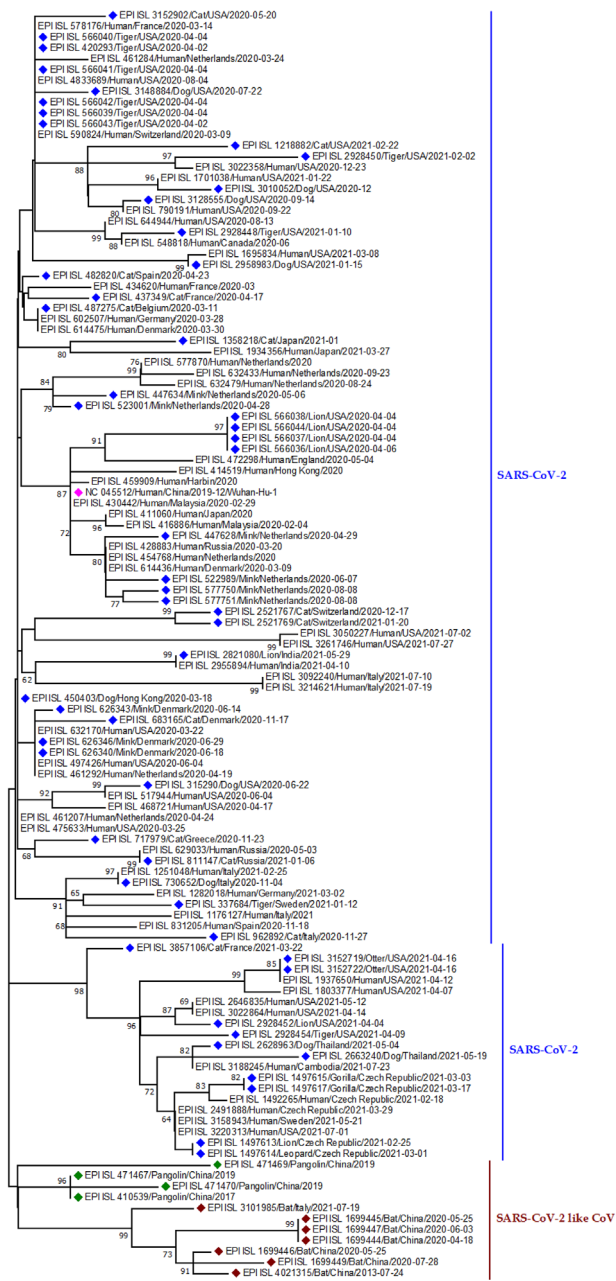 EPI ISL 3152902/Cat/USA/2020-05-20
EPI ISL 578176/Human/France/2020-03-14
EPI ISL 566040/Tiger/USA/2020-04-04
EPI ISL 420293/Tiger/USA/2020-04-02
EPI ISL 461284/Human/Netherlands/2020-03-24
EPI ISL 566041/Tiger/USA/2020-04-04
EPI ISL 4833689/Human/USA/2020-08-04
EPI ISL 3148884/Dog/USA/2020-07-22
EPI ISL 566042/Tiger/USA/2020-04-04
EPI ISL 566039/Tiger/USA/2020-04-04
EPI ISL 566043/Tiger/USA/2020-04-02
EPI ISL 590824/Human/Switzerland/2020-03-09
EPI ISL 1218882/Cat/USA/2021-02-22
97 EPI ISL 2928450/Tiger/USA/2021-02-02
88 EPI ISL 3022358/Human/USA/2020-12-23
96 EPI ISL 1701038/Human/USA/2021-01-22
EPI ISL 3010052/Dog/USA/2020-12
EPI ISL 3128555/Dog/USA/2020-09-14
80 EPI ISL 790191/Human/USA/2020-09-22
EPI ISL 644944/Human/USA/2020-08-13
99 EPI ISL 2928448/Tiger/USA/2021-01-10
88 EPI ISL 548818/Human/Canada/2020-06
EPI ISL 1695834/Human/USA/2021-03-08
99 EPI ISL 2958983/Dog/USA/2021-01-15
EPI ISL 482820/Cat/Spain/2020-04-23
EPI ISL 434620/Human/France/2020-03
EPI ISL 437349/Cat/France/2020-04-17
EPI ISL 487275/Cat/Belgium/2020-03-11
EPI ISL 602507/Human/Germany/2020-03-28
EPI ISL 614475/Human/Denmark/2020-03-30
EPI ISL 1358218/Cat/Japan/2021-01
80 EPI ISL 1934356/Human/Japan/2021-03-27
76 EPI ISL 577870/Human/Netherlands/2020
99 EPI ISL 632433/Human/Netherlands/2020-09-23
84 EPI ISL 632479/Human/Netherlands/2020-08-24
EPI ISL 447634/Mink/Netherlands/2020-05-06
79 EPI ISL 523001/Mink/Netherlands/2020-04-28
EPI ISL 566038/Lion/USA/2020-04-04
97 EPI ISL 566044/Lion/USA/2020-04-04
91 EPI ISL 566037/Lion/USA/2020-04-04
EPI ISL 566036/Lion/USA/2020-04-06
EPI ISL 472298/Human/England/2020-05-04
EPI ISL 414519/Human/Hong Kong/2020
SARS-CoV-2
EPI ISL 459909/Human/Harbin/2020
87 NC 045512/Human/China/2019-12/Wuhan-Hu-1
EPI ISL 430442/Human/Malaysia/2020-02-29
EPI ISL 411060/Human/Japan/2020
96 EPI ISL 416886/Human/Malaysia/2020-02-04
72 EPI ISL 447628/Mink/Netherlands/2020-04-29
EPI ISL 428883/Human/Russia/2020-03-20
EPI ISL 454768/Human/Netherlands/2020
80 EPI ISL 614436/Human/Denmark/2020-03-09
EPI ISL 522989/Mink/Netherlands/2020-06-07
EPI ISL 577750/Mink/Netherlands/2020-08-08
77 EPI ISL 577751/Mink/Netherlands/2020-08-08
99 EPI ISL 2521767/Cat/Switzerland/2020-12-17
EPI ISL 2521769/Cat/Switzerland/2021-01-20
EPI ISL 3050227/Human/USA/2021-07-02
99 EPI ISL 3261746/Human/USA/2021-07-27
99 EPI ISL 2821080/Lion/India/2021-05-29
EPI ISL 2955894/Human/India/2021-04-10
62 EPI ISL 3092240/Human/Italy/2021-07-10
99 EPI ISL 3214621/Human/Italy/2021-07-19
EPI ISL 450403/Dog/Hong Kong/2020-03-18
EPI ISL 626343/Mink/Denmark/2020-06-14
EPI ISL 683165/Cat/Denmark/2020-11-17
EPI ISL 632170/Human/USA/2020-03-22
EPI ISL 626346/Mink/Denmark/2020-06-29
EPI ISL 626340/Mink/Denmark/2020-06-18
EPI ISL 497426/Human/USA/2020-06-04
EPI ISL 461292/Human/Netherlands/2020-04-19
99 EPI ISL 315290/Dog/USA/2020-06-22
92 EPI ISL 517944/Human/USA/2020-06-04
EPI ISL 468721/Human/USA/2020-04-17
EPI ISL 461207/Human/Netherlands/2020-04-24
EPI ISL 475633/Human/USA/2020-03-25
EPI ISL 717979/Cat/Greece/2020-11-23
EPI ISL 629033/Human/Russia/2020-05-03
68 99 EPI ISL 811147/Cat/Russia/2021-01-06
97 EPI ISL 1251048/Human/Italy/2021-02-25
EPI ISL 730652/Dog/Italy/2020-11-04
65 EPI ISL 1282018/Human/Germany/2021-03-02
91 EPI ISL 337684/Tiger/Sweden/2021-01-12
EPI ISL 1176127/Human/Italy/2021
68 EPI ISL 831205/Human/Spain/2020-11-18
EPI ISL 962892/Cat/Italy/2020-11-27
EPI ISL 3857106/Cat/France/2021-03-22
85 EPI ISL 3152719/Otter/USA/2021-04-16
EPI ISL 3152722/Otter/USA/2021-04-16
99 EPI ISL 1937650/Human/USA/2021-04-12
98 EPI ISL 1803377/Human/USA/2021-04-07
69 EPI ISL 2646835/Human/USA/2021-05-12
87 EPI ISL 3022864/Human/USA/2021-04-14
96 EPI ISL 2928452/Lion/USA/2021-04-04
EPI ISL 2928454/Tiger/USA/2021-04-09
EPI ISL 2628963/Dog/Thailand/2021-05-04
82 EPI ISL 2663240/Dog/Thailand/2021-05-19
SARS-CoV-2
EPI ISL 3188245/Human/Cambodia/2021-07-23
82 EPI ISL 1497615/Gorilla/Czech Republic/2021-03-03
72 83 EPI ISL 1497617/Gorilla/Czech Republic/2021-03-17
EPI ISL 1492265/Human/Czech Republic/2021-02-18
EPI ISL 2491888/Human/Czech Republic/2021-03-29
64 EPI ISL 3158943/Human/Sweden/2021-05-21
EPI ISL 3220313/Human/USA/2021-07-01
EPI ISL 1497613/Lion/Czech Republic/2021-02-25
EPI ISL 1497614/Leopard/Czech Republic/2021-03-01
EPI ISL 471469/Pangolin/China/2019
EPI ISL 471467/Pangolin/China/2019
96 EPI ISL 471470/Pangolin/China/2019
EPI ISL 410539/Pangolin/China/2017
EPI ISL 3101985/Bat/Italy/2021-07-19
SARS-CoV-2 like CoV
EPI ISL 1699445/Bat/China/2020-05-25
99 EPI ISL 1699447/Bat/China/2020-06-03
99 EPI ISL 1699444/Bat/China/2020-04-18
73 EPI ISL 1699446/Bat/China/2020-05-25
EPI ISL 1699449/Bat/China/2020-07-28
91 EPI ISL 4021315/Bat/China/2013-07-24